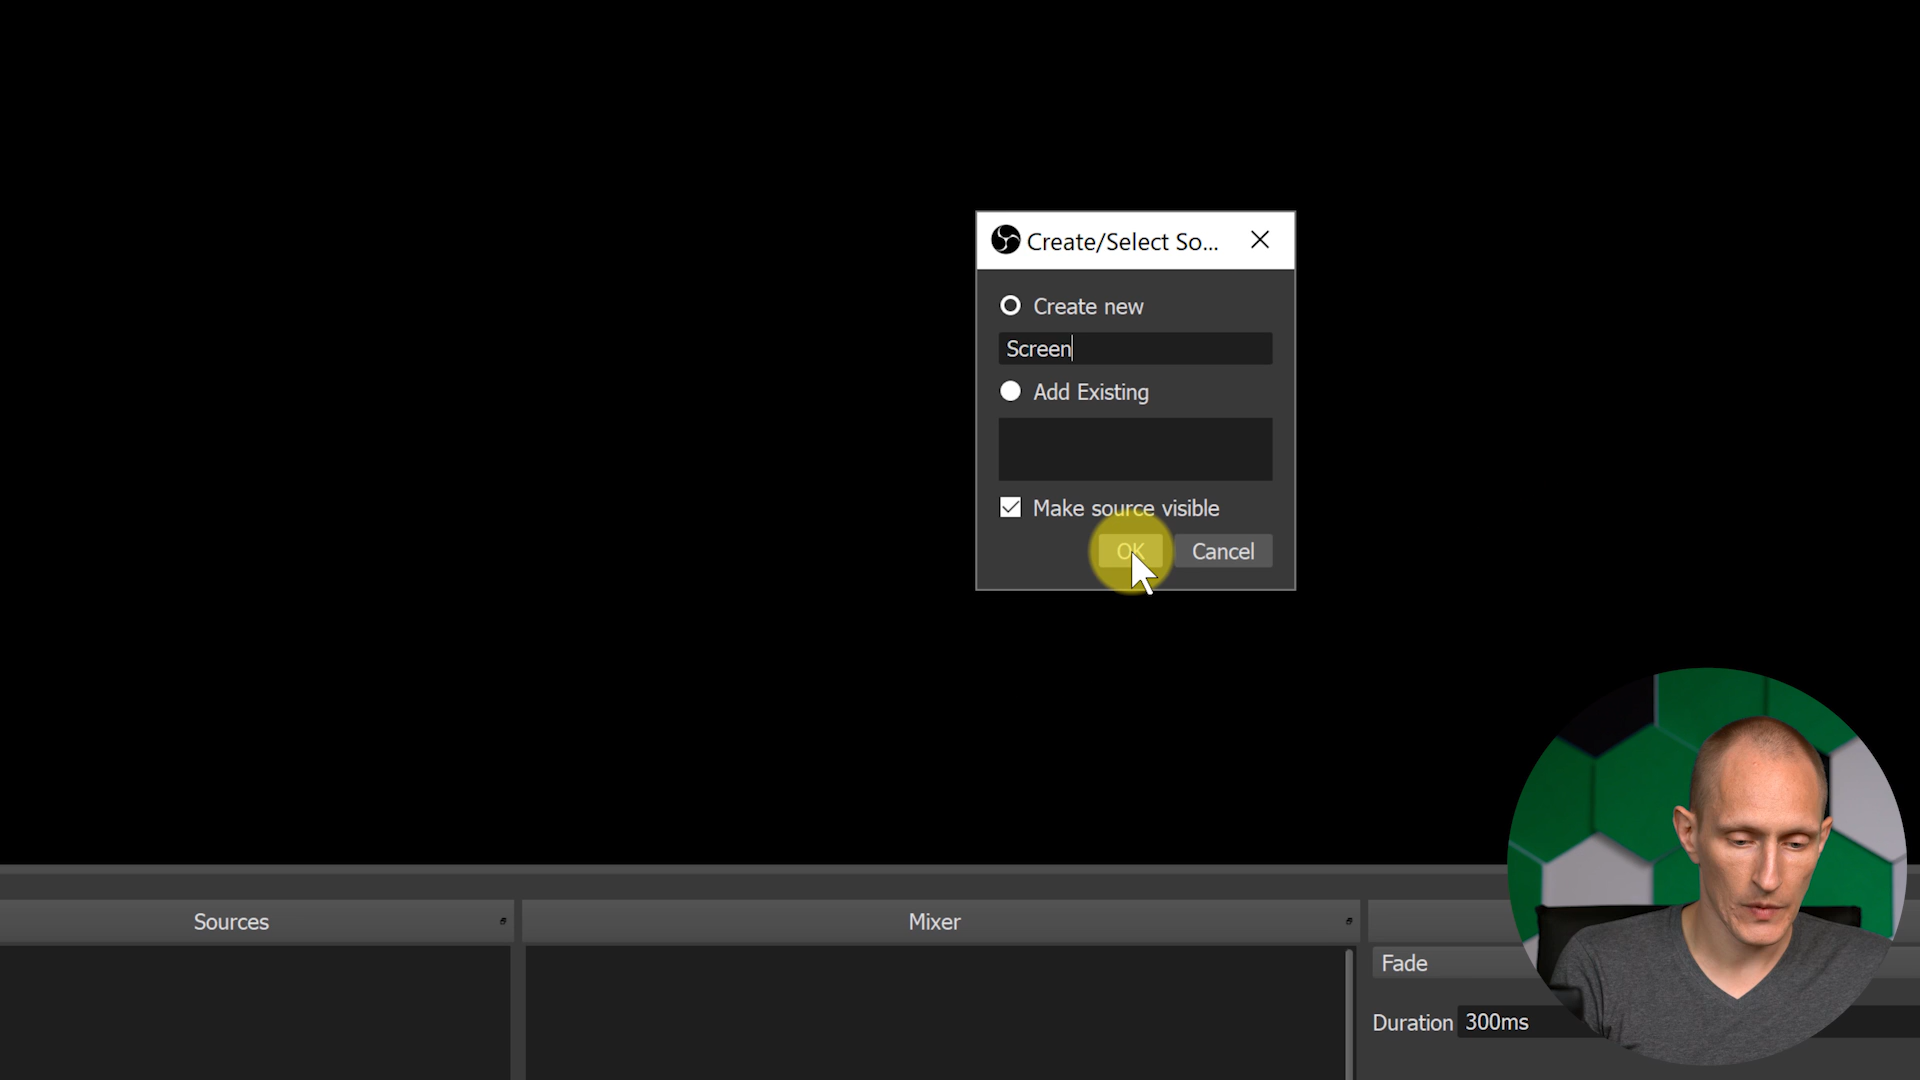 Create/Select So...
Create new
Screen
Add Existing
Make source visible
OK
Cancel
Sources
Mixer
Fade
Duration
300ms